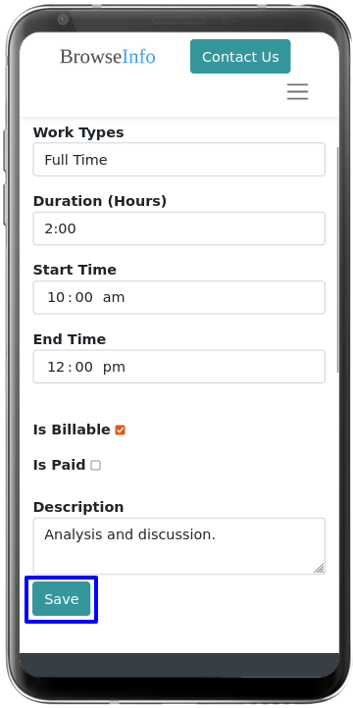 BrowseInfo
Contact Us
Work Types
Full Time
Duration (Hours)
2:00
Start Time
10:00 am
End Time
12:00 pm
Is Billable
Is Paid
Description
Analysis and discussion.
Save